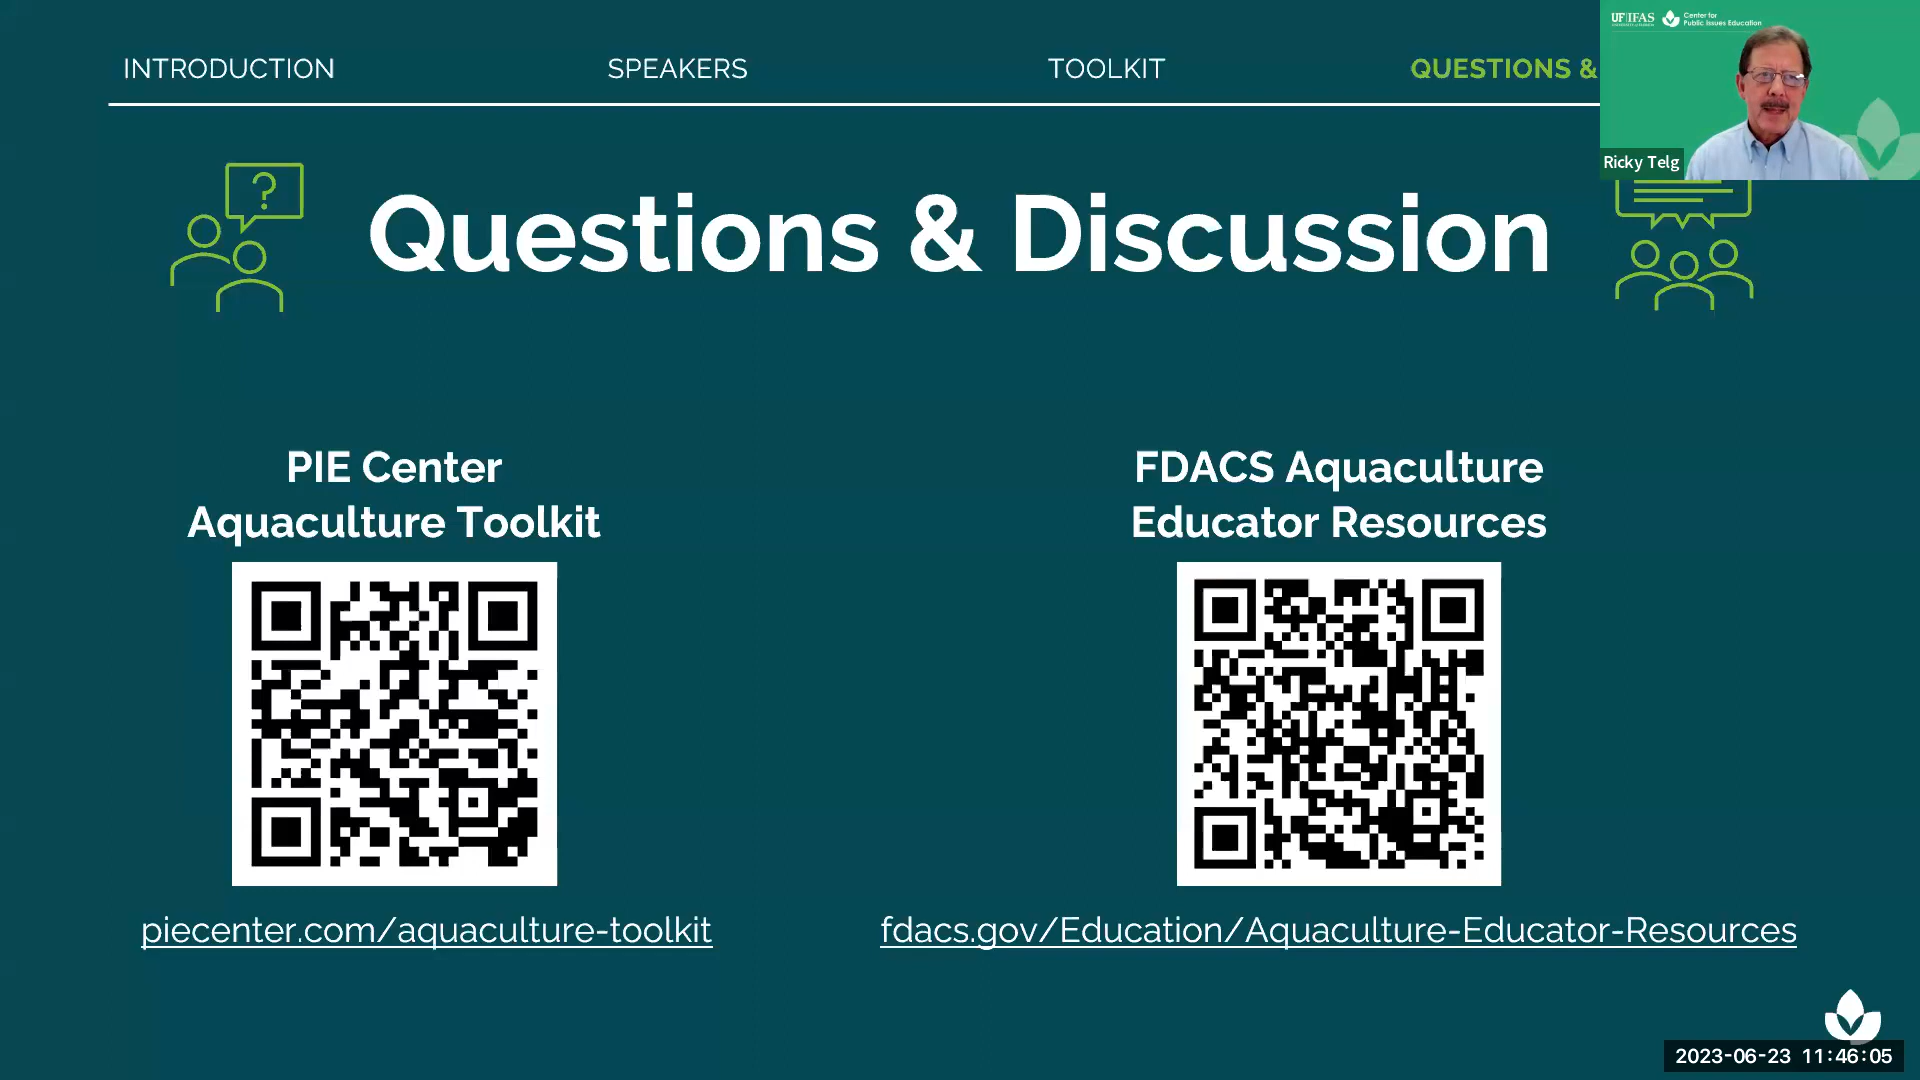 INTRODUCTION
SPEAKERS
TOOLKIT
QUESTIONS &
UF|IFAS
Center for
Public Issues Education
Ricky Telg
?
Questions & Discussion
PIE Center
Aquaculture Toolkit
FDACS Aquaculture
Educator Resources
piecenter.com/aquaculture-toolkit
fdacs.gov/Education/Aquaculture-Educator-Resources
2023-06-23 11:46:05